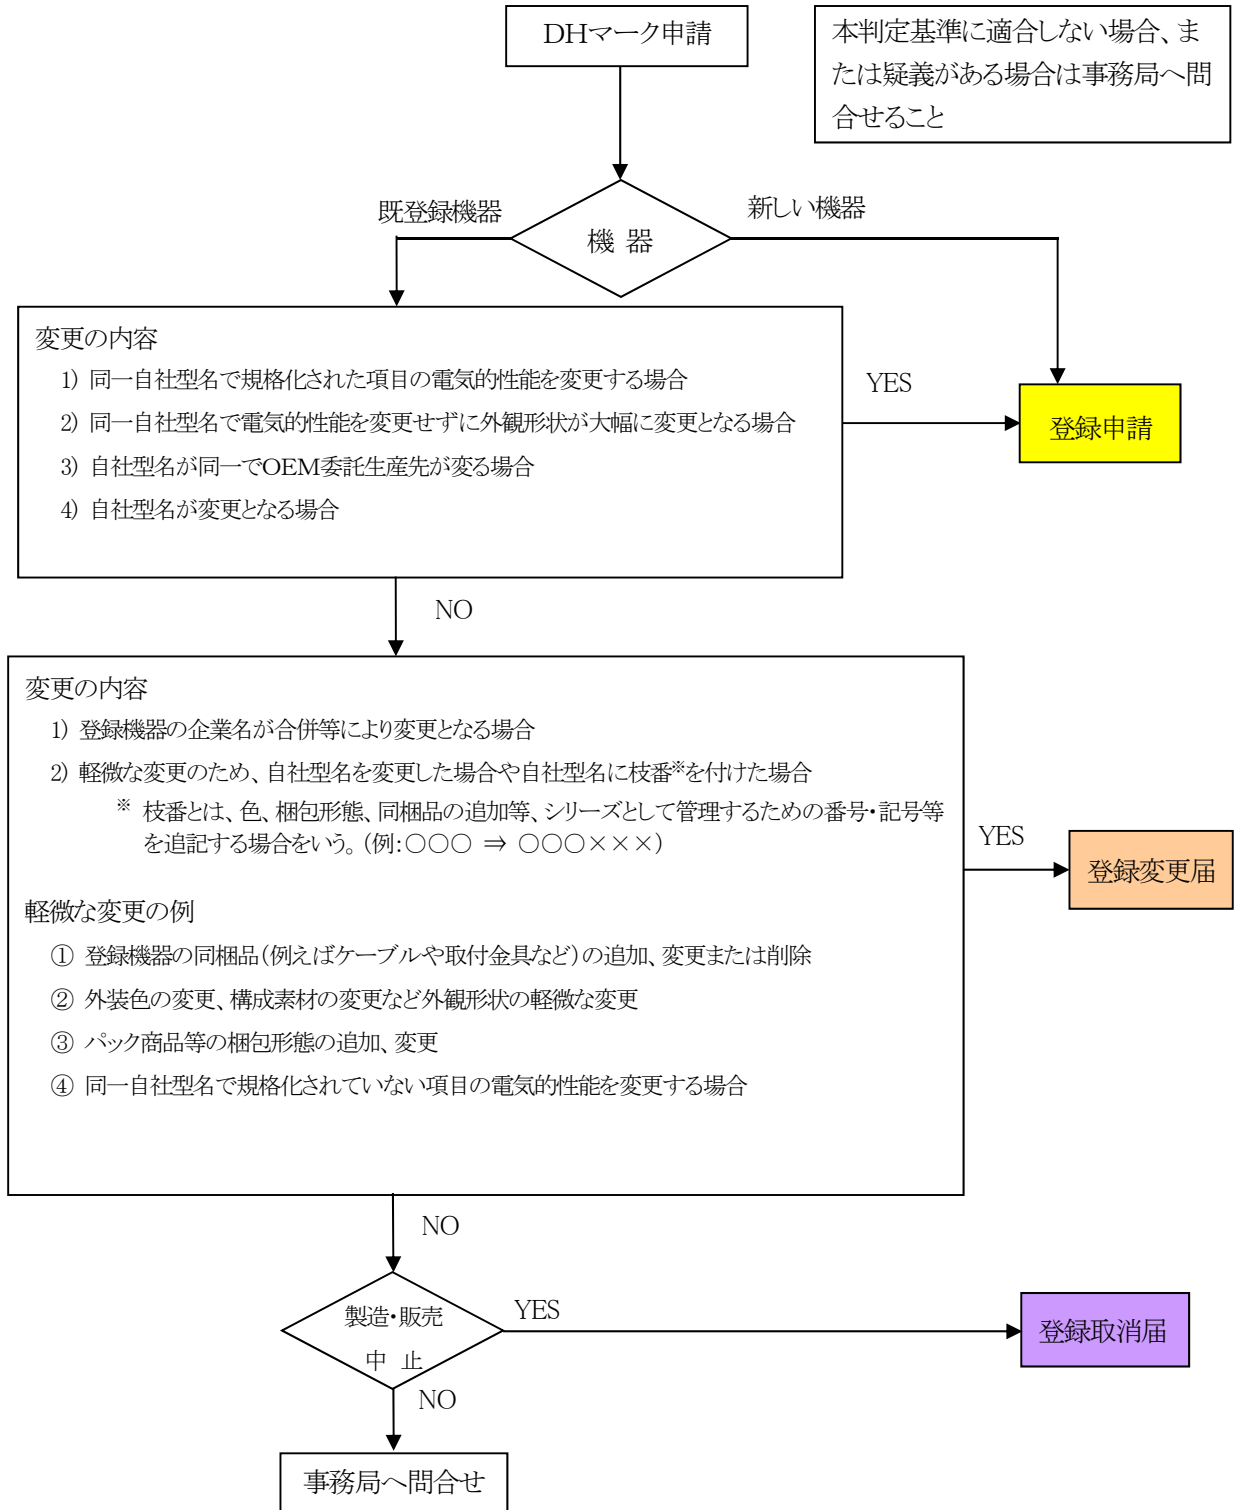 DHマーク申請
本判定基準に適合しない場合、ま
たは疑義がある場合は事務局へ問
合せること
既登録機器
新しい機器
機 器
変更の内容
1) 同一自社型名で規格化された項目の電気的性能を変更する場合
2) 同一自社型名で電気的性能を変更せずに外観形状が大幅に変更となる場合
3) 自社型名が同一でOEM委託生産先が変る場合
4) 自社型名が変更となる場合
YES
登録申請
NO
変更の内容
1) 登録機器の企業名が合併等により変更となる場合
2) 軽微な変更のため、自社型名を変更した場合や自社型名に枝番※を付けた場合
※ 枝番とは、色、梱包形態、同梱品の追加等、シリーズとして管理するための番号・記号等
を追記する場合をいう。(例:○○○ ⇒ ○○○×××)
軽微な変更の例
① 登録機器の同梱品(例えばケーブルや取付金具など)の追加、変更または削除
② 外装色の変更、構成素材の変更など外観形状の軽微な変更
③ パック商品等の梱包形態の追加、変更
④ 同一自社型名で規格化されていない項目の電気的性能を変更する場合
YES
登録変更届
NO
製造・販売
中 止
YES
登録取消届
NO
事務局へ問合せ